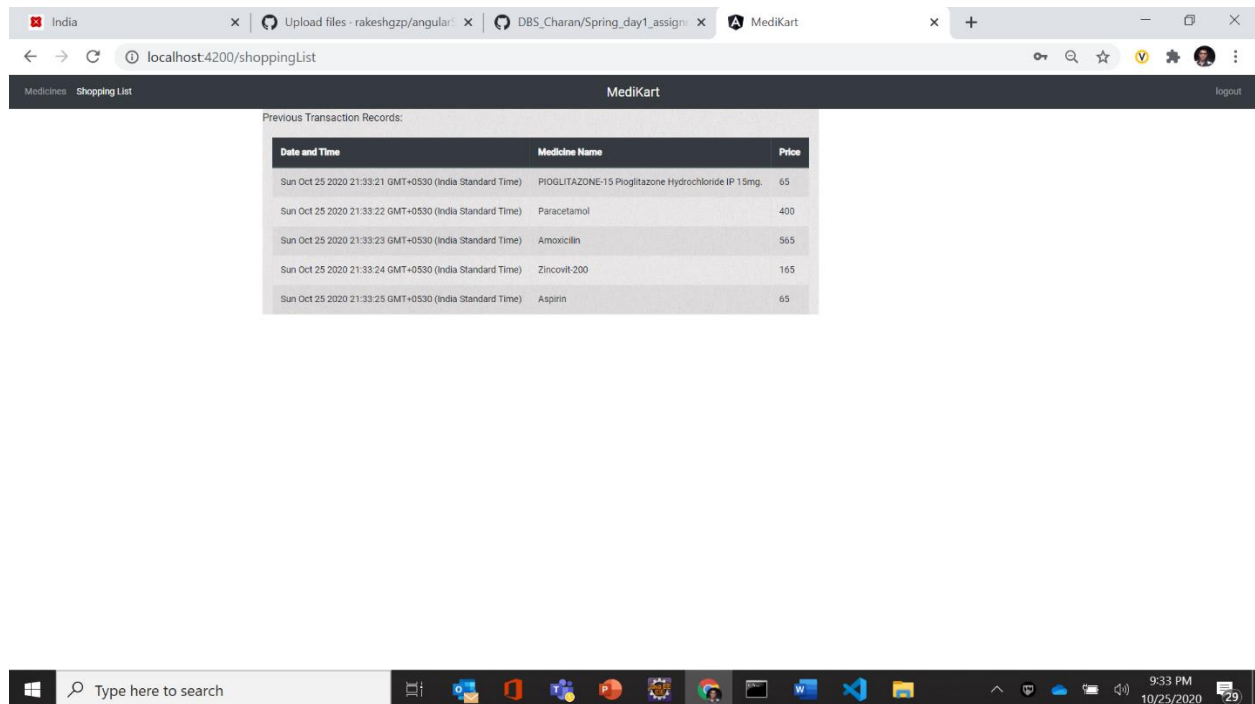 India
Upload files · rakeshgzp/angular
DBS_Charan/Spring_day1_assign
MediKart
localhost:4200/shoppingList
Medicines Shopping List MediKart logout
Previous Transaction Records:
Date and Time Medicine Name Price
Sun Oct 25 2020 21:33:21 GMT+0530 (India Standard Time) PIOGLITAZONE-15 Pioglitazone Hydrochloride IP 15mg. 65
Sun Oct 25 2020 21:33:22 GMT+0530 (India Standard Time) Paracetamol 400
Sun Oct 25 2020 21:33:23 GMT+0530 (India Standard Time) Amoxicilin 565
Sun Oct 25 2020 21:33:24 GMT+0530 (India Standard Time) Zincovit-200 165
Sun Oct 25 2020 21:33:25 GMT+0530 (India Standard Time) Aspirin 65
Type here to search
9:33 PM
10/25/2020
29